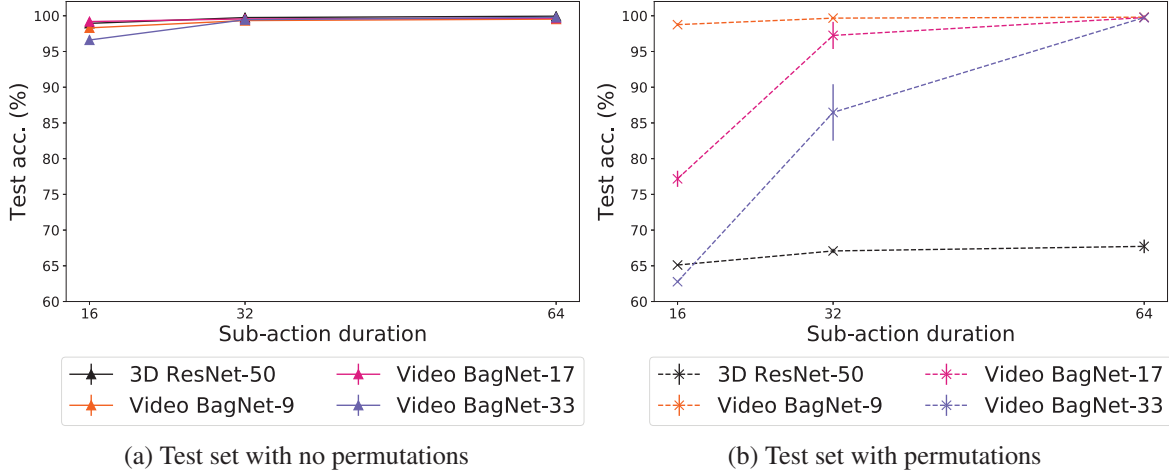 100
95
90
85
80
75
70
65
60
Test acc. (%)
16
32
64
Sub-action duration
3D ResNet-50
Video BagNet-9
Video BagNet-17
Video BagNet-33
(a) Test set with no permutations
100
95
90
85
80
75
70
65
60
Test acc. (%)
16
32
64
Sub-action duration
3D ResNet-50
Video BagNet-9
Video BagNet-17
Video BagNet-33
(b) Test set with permutations